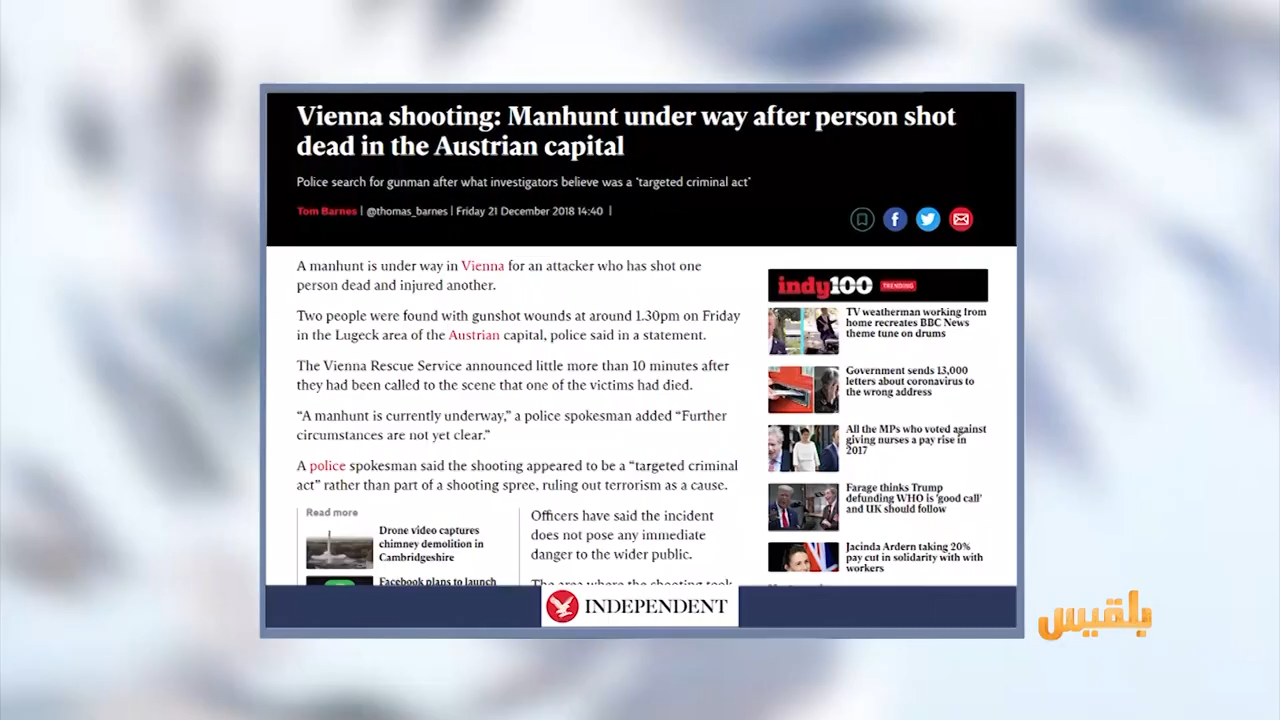 Vienna shooting: Manhunt under way after person shot
dead in the Austrian capital
Police search for gunman after what investigators believe was a 'targeted criminal act'
Tom Barnes | @thomas_barnes | Friday 21 December 2018 14:40 |
A manhunt is under way in Vienna for an attacker who has shot one
person dead and injured another.
Two people were found with gunshot wounds at around 1.30pm on Friday
in the Lugeck area of the Austrian capital, police said in a statement.
The Vienna Rescue Service announced little more than 10 minutes after
they had been called to the scene that one of the victims had died.
“A manhunt is currently underway,” a police spokesman added “Further
circumstances are not yet clear.”
A police spokesman said the shooting appeared to be a “targeted criminal
act” rather than part of a shooting spree, ruling out terrorism as a cause.
Read more
Drone video captures
chimney demolition in
Cambridgeshire
Facebook plans to launch
Officers have said the incident
does not pose any immediate
danger to the wider public.
The area where the shooting took
indy100 TRENDING
TV weatherman working from
home recreates BBC News
theme tune on drums
Government sends 13,000
letters about coronavirus to
the wrong address
All the MPs who voted against
giving nurses a pay rise in
2017
Farage thinks Trump
defunding WHO is 'good call'
and UK should follow
Jacinda Ardern taking 20%
pay cut in solidarity with with
workers
INDEPENDENT
بلقيس